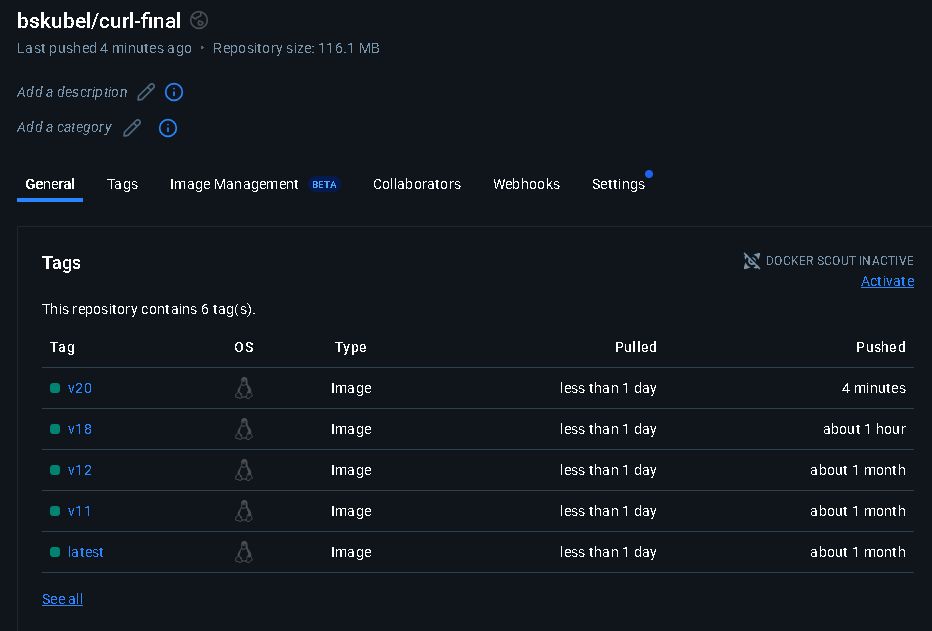 bskubel/curl-final
Last pushed 4 minutes ago • Repository size: 116.1 MB
Add a description
Add a category
General Tags Image Management BETA Collaborators Webhooks Settings
Tags
DOCKER SCOUT INACTIVE
Activate
This repository contains 6 tag(s).
Tag OS Type Pulled Pushed
v20 Image less than 1 day 4 minutes
v18 Image less than 1 day about 1 hour
v12 Image less than 1 day about 1 month
v11 Image less than 1 day about 1 month
latest Image less than 1 day about 1 month
See all